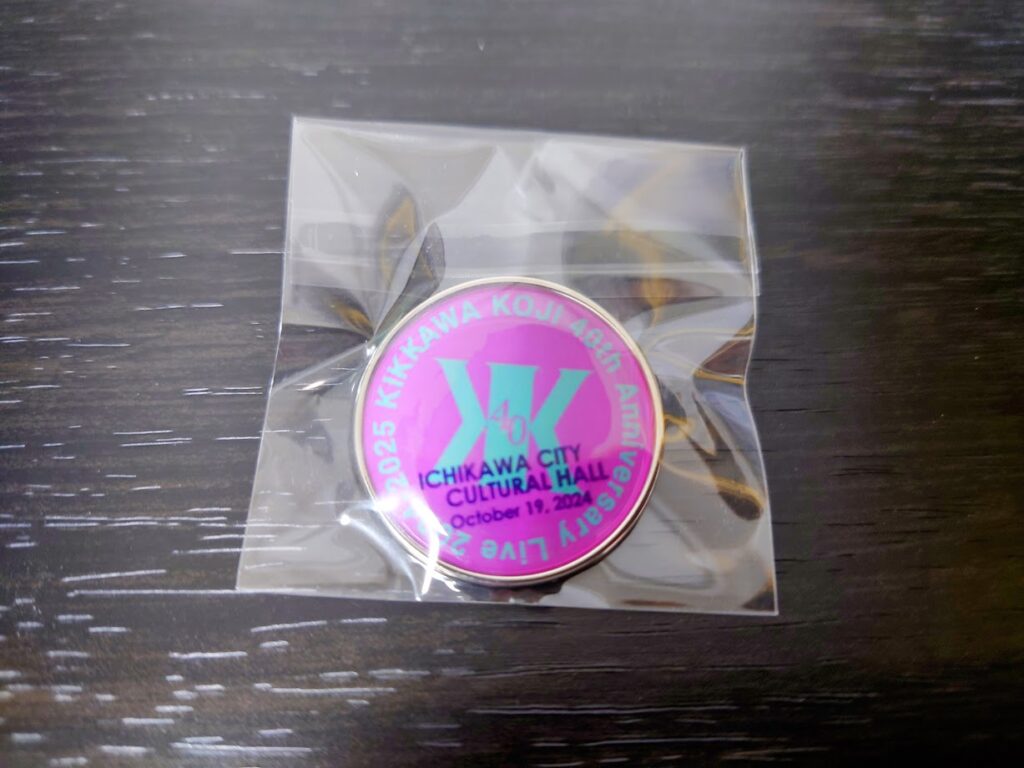 2025 KIKKAWA KOJI 40th Anniversary Live
KK
40
ICHIKAWA CITY
CULTURAL HALL
October 19, 2024